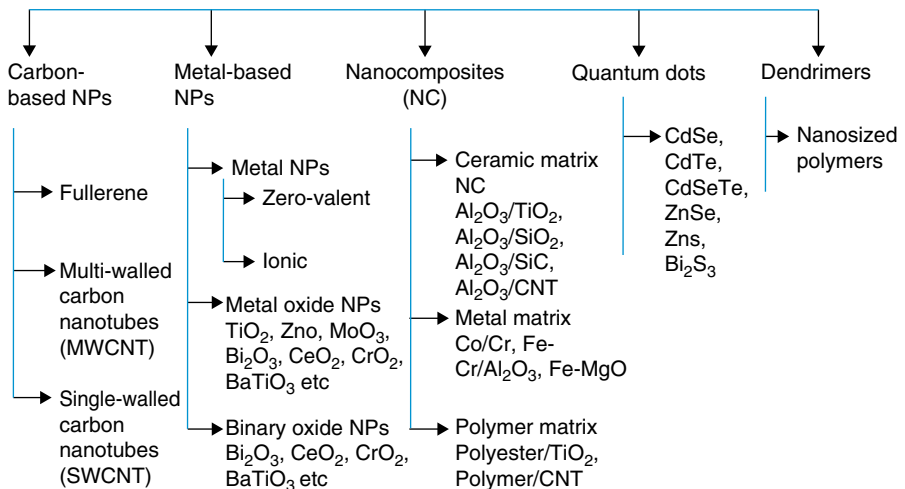 Carbon-
based NPs
Fullerene
Multi-walled
carbon
nanotubes
(MWCNT)
Single-walled
carbon
nanotubes
(SWCNT)
Metal-based
NPs
Metal NPs
Zero-valent
Ionic
Metal oxide NPs
TiO₂, Zno, MoO₃,
Bi₂O₃, CeO₂, CrO₂,
BaTiO₃ etc
Binary oxide NPs
Bi₂O₃, CeO₂, CrO₂,
BaTiO₃ etc
Nanocomposites
(NC)
Ceramic matrix
NC
Al₂O₃/TiO₂,
Al₂O₃/SiO₂,
Al₂O₃/SiC,
Al₂O₃/CNT
Metal matrix
Co/Cr, Fe-
Cr/Al₂O₃, Fe-MgO
Polymer matrix
Polyester/TiO₂,
Polymer/CNT
Quantum dots
CdSe,
CdTe,
CdSeTe,
ZnSe,
Zns,
Bi₂S₃
Dendrimers
Nanosized
polymers